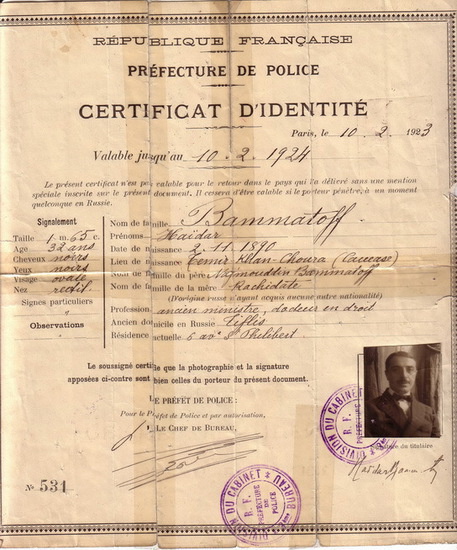 RÉPUBLIQUE FRANÇAISE
PRÉFECTURE DE POLICE
CERTIFICAT D'IDENTITÉ
Paris, le 10. 2. 1923
Valable jusqu'au 10. 2. 1924
Le présent certificat n'est pas valable pour le retour dans le pays qui l'a délivré sans une mention
spéciale inscrite sur le présent document. Il cessera d'être valable si le porteur pénètre, à un moment
quelconque en Russie.
Signalement
Taille 1 m. 65 c.
Age 32 ans
Cheveux noirs
Yeux noirs
Visage ovale
Nez rectil.
Signes particuliers
Observations
Nom de famille Bammatoff
Prénoms Haïdar
Date de naissance 2. 11. 1890
Lieu de naissance Temir Khan-Choura (Caucase)
Nom de famille du père Nagmouddin Bammatoff
Nom de famille de la mère Rachidate
(D'origine russe n'ayant acquis aucune autre nationalité)
Profession ancien ministre, docteur en droit
Ancien domicile en Russie Tiflis
Résidence actuelle 5 av. St Philibert
Le soussigné certifie que la photographie et la signature
apposées ci-contre sont bien celles du porteur du présent document.
LE PRÉFET DE POLICE :
Pour le Préfet de Police et par autorisation,
LE CHEF DE BUREAU,
Signature du titulaire
No 531
DIVISION DU CABINET
BUREAU
R. F.
PRÉFECTURE
DE
POLICE
DIVISION DU CABINET
R. F.
PRÉFECTURE